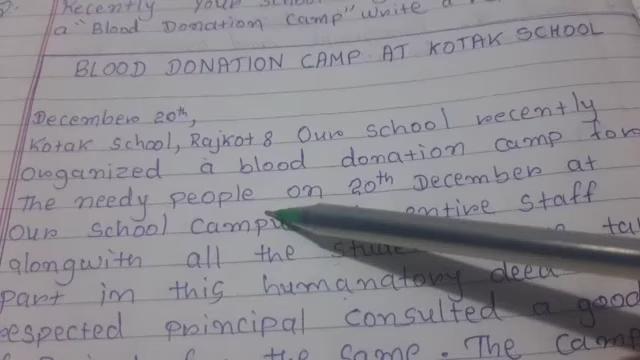 Recently your
a "Blood Donation Camp" write a
BLOOD DONATION CAMP AT KOTAK SCHOOL
December 20th,
Kotak School, Rajkot : Our school recently
organized a blood donation camp for
the needy people on 20th December at
our school campus entire staff
alongwith all the
part in this humanatory deed
respected principal consulted a good
the camp. The camp